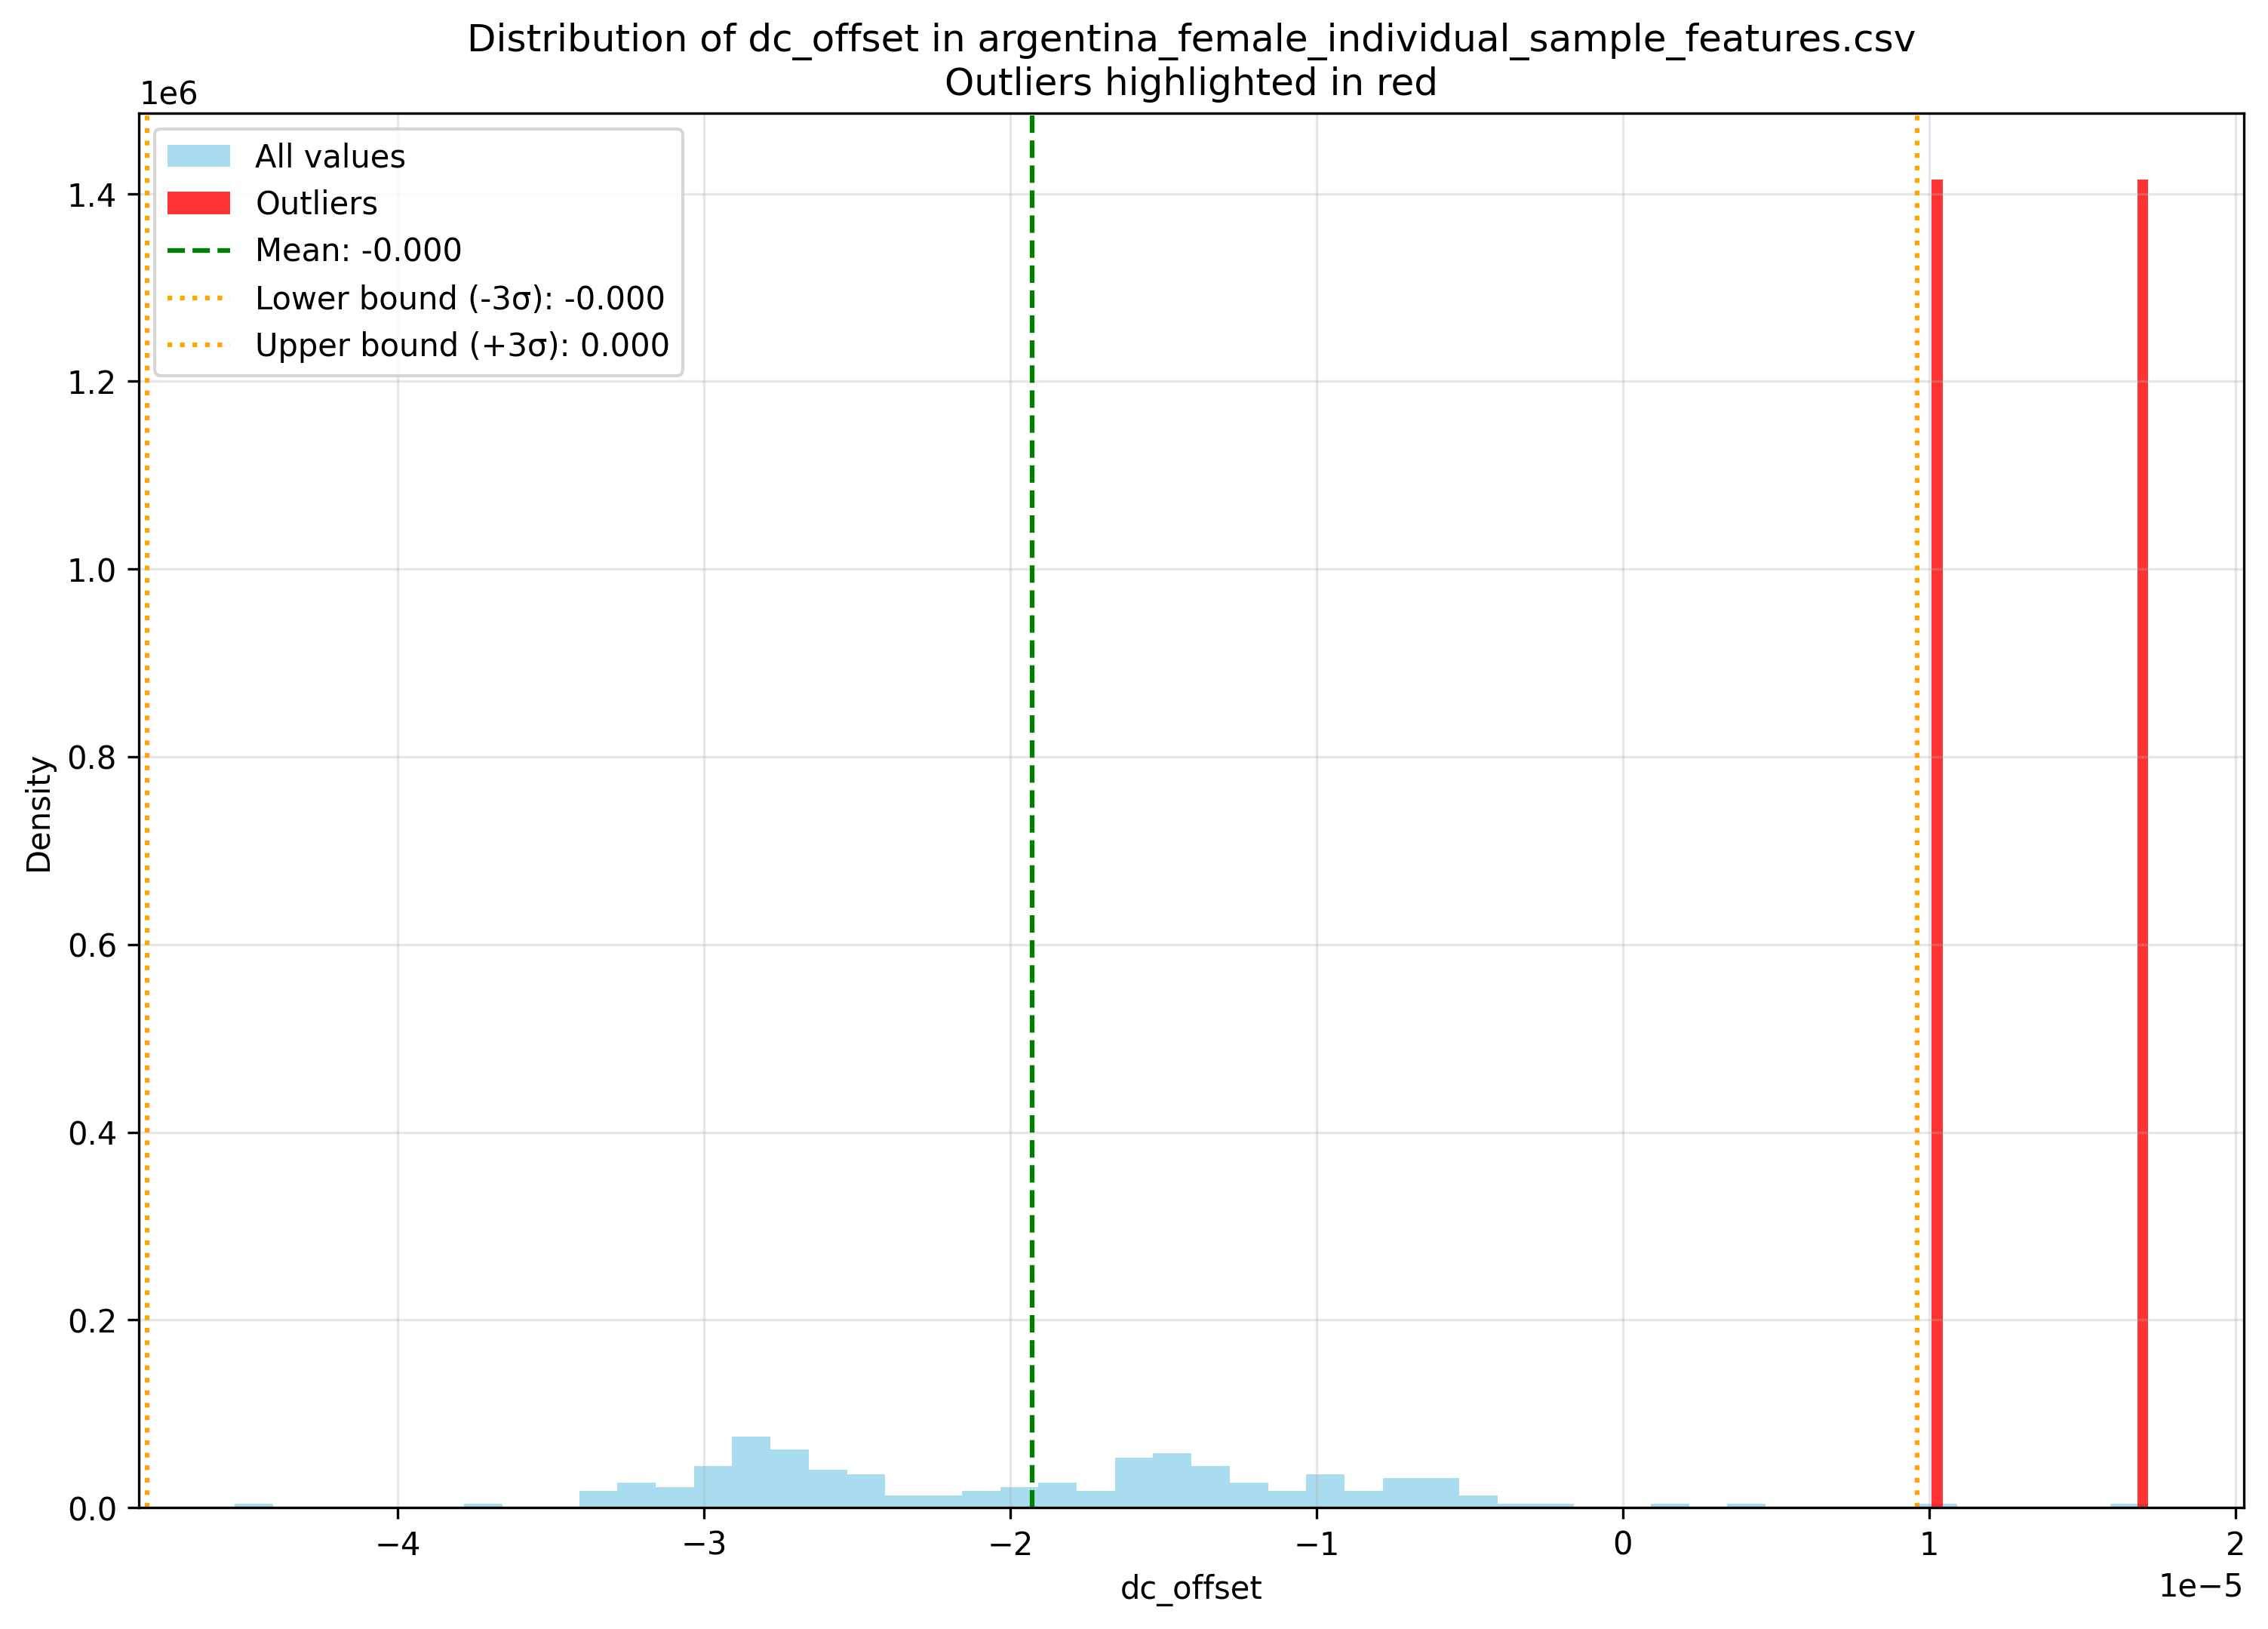 Distribution of dc_offset in argentina_female_individual_sample_features.csv
Outliers highlighted in red
1e6
All values
Outliers
Mean: -0.000
Lower bound (-3σ): -0.000
Upper bound (+3σ): 0.000
1.4
1.2
1.0
0.8
0.6
0.4
0.2
0.0
Density
−4
−3
−2
−1
0
1
2
dc_offset
1e−5